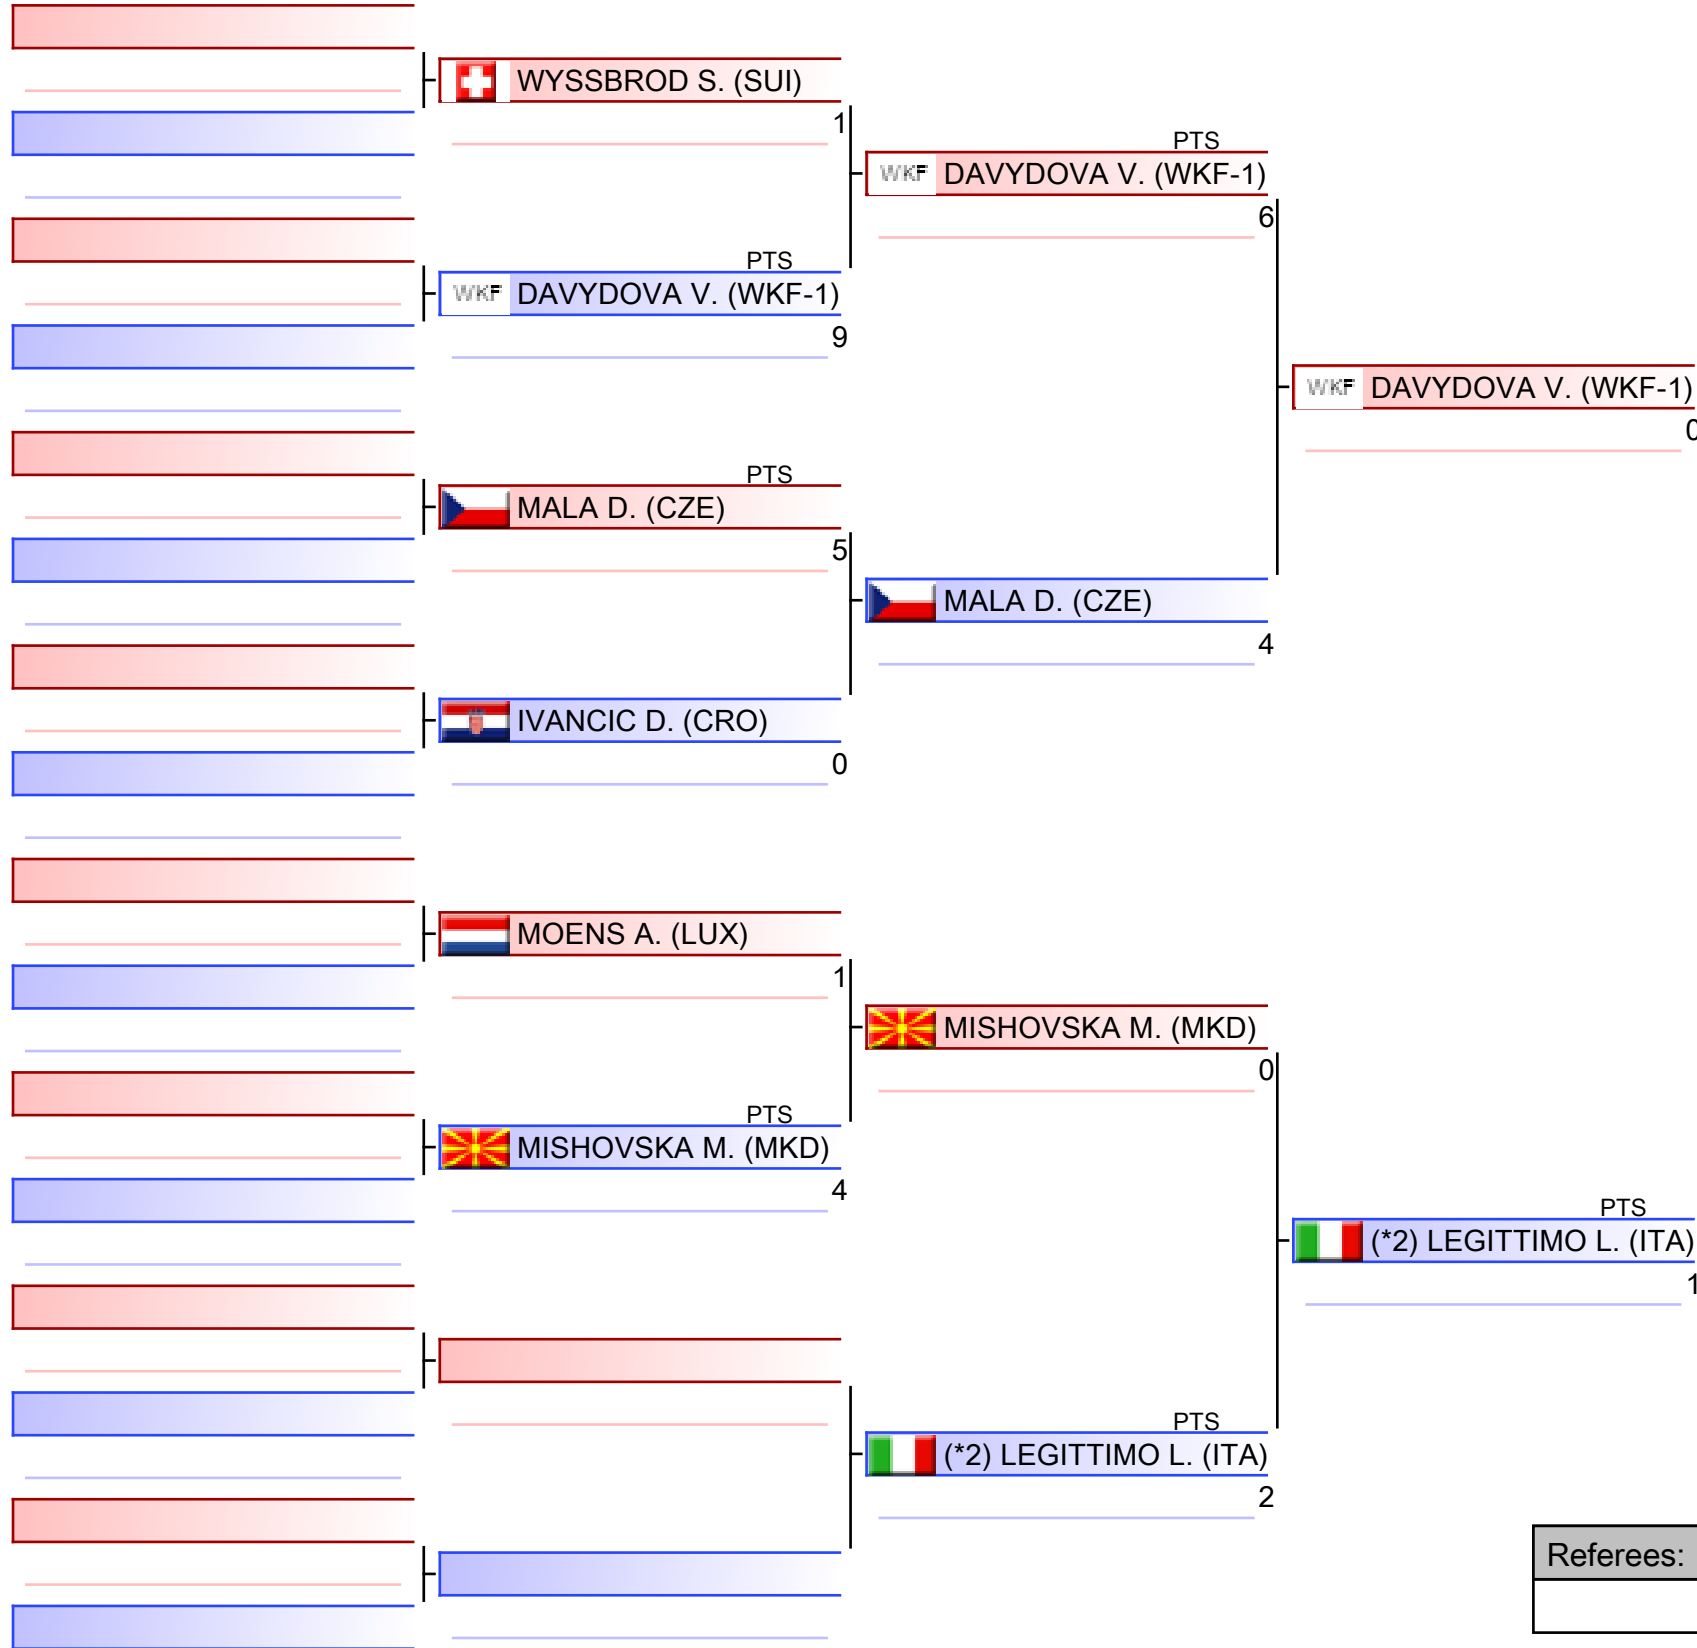 WYSSBROD S. (SUI)
1
PTS
WKF DAVYDOVA V. (WKF-1)
6
PTS
WKF DAVYDOVA V. (WKF-1)
9
WKF DAVYDOVA V. (WKF-1)
0
PTS
MALA D. (CZE)
5
MALA D. (CZE)
4
IVANCIC D. (CRO)
0
MOENS A. (LUX)
1
MISHOVSKA M. (MKD)
0
PTS
MISHOVSKA M. (MKD)
4
PTS
(*2) LEGITTIMO L. (ITA)
1
PTS
(*2) LEGITTIMO L. (ITA)
2
Referees: